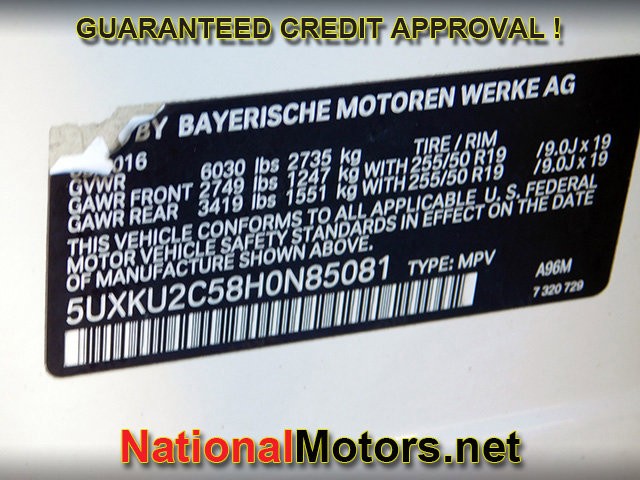 GUARANTEED CREDIT APPROVAL !
BY BAYERISCHE MOTOREN WERKE AG
2016 TIRE / RIM
GVWR 6030 lbs 2735 kg
GAWR FRONT 2749 lbs 1247 kg WITH 255/50 R19 /9.0J x 19
GAWR REAR 3419 lbs 1551 kg WITH 255/50 R19 /9.0J x 19
THIS VEHICLE CONFORMS TO ALL APPLICABLE U. S. FEDERAL
MOTOR VEHICLE SAFETY STANDARDS IN EFFECT ON THE DATE
OF MANUFACTURE SHOWN ABOVE.
5UXKU2C58H0N85081 TYPE: MPV A96M
7 320 729
NationalMotors.net